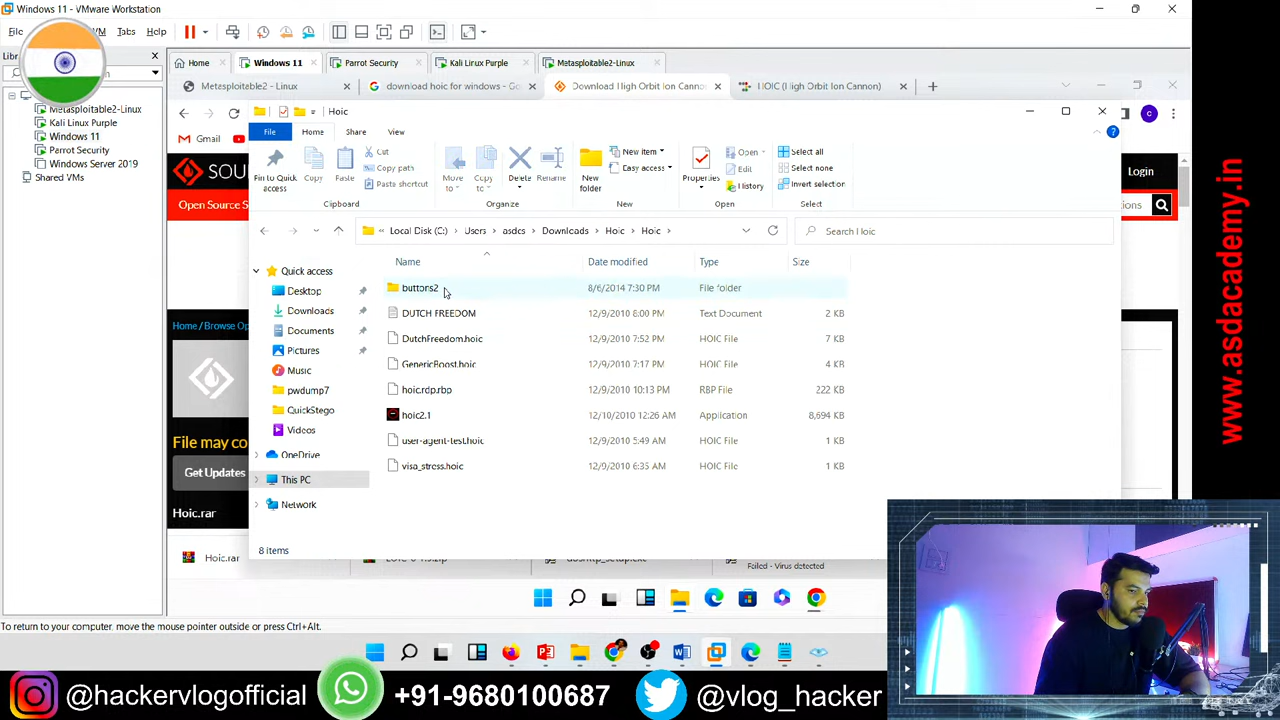 Windows 11 - VMware Workstation
File VM Tabs Help
Home Windows 11 Parrot Security Kali Linux Purple Metasploitable2-Linux
Metasploitable2 - Linux download hoic for windows - Go Download High Orbit Ion Canno HOIC (High Orbit Ion Cannon)
Metasploitable2-Linux
Kali Linux Purple
Windows 11
Parrot Security
Windows Server 2019
Shared VMs
Gmail
Hoic
File Home Share View
Pin to Quick access
Copy
Paste
Cut
Copy path
Paste shortcut
Move to
Copy to
Delete
Rename
New folder
New item
Easy access
Properties
Open
Edit
History
Select all
Select none
Invert selection
Clipboard Organize New Open Select
« Local Disk (C:) Users asdc Downloads Hoic Hoic
Search Hoic
Name Date modified Type Size
buttons2 8/6/2014 7:30 PM File folder
DUTCH FREEDOM 12/9/2010 8:00 PM Text Document 2 KB
DutchFreedom.hoic 12/9/2010 7:52 PM HOIC File 7 KB
GenericBoost.hoic 12/9/2010 7:17 PM HOIC File 4 KB
hoic.rdp.rbp 12/9/2010 10:13 PM RBP File 222 KB
hoic2.1 12/10/2010 12:26 AM Application 8,694 KB
user-agent-test.hoic 12/9/2010 5:49 AM HOIC File 1 KB
visa_stress.hoic 12/9/2010 6:35 AM HOIC File 1 KB
Quick access
Desktop
Downloads
Documents
Pictures
Music
pwdump7
QuickStego
Videos
OneDrive
This PC
Network
8 items
SOU
Login
Open Source S
ions
Home / Browse Op
File may co
Get Updates
Hoic.rar
Hoic.rar
Failed - Virus detected
To return to your computer, move the mouse pointer outside or press Ctrl+Alt.
www.asdacademy.in
@hackervlogofficial +91-9680100687 @vlog_hacker